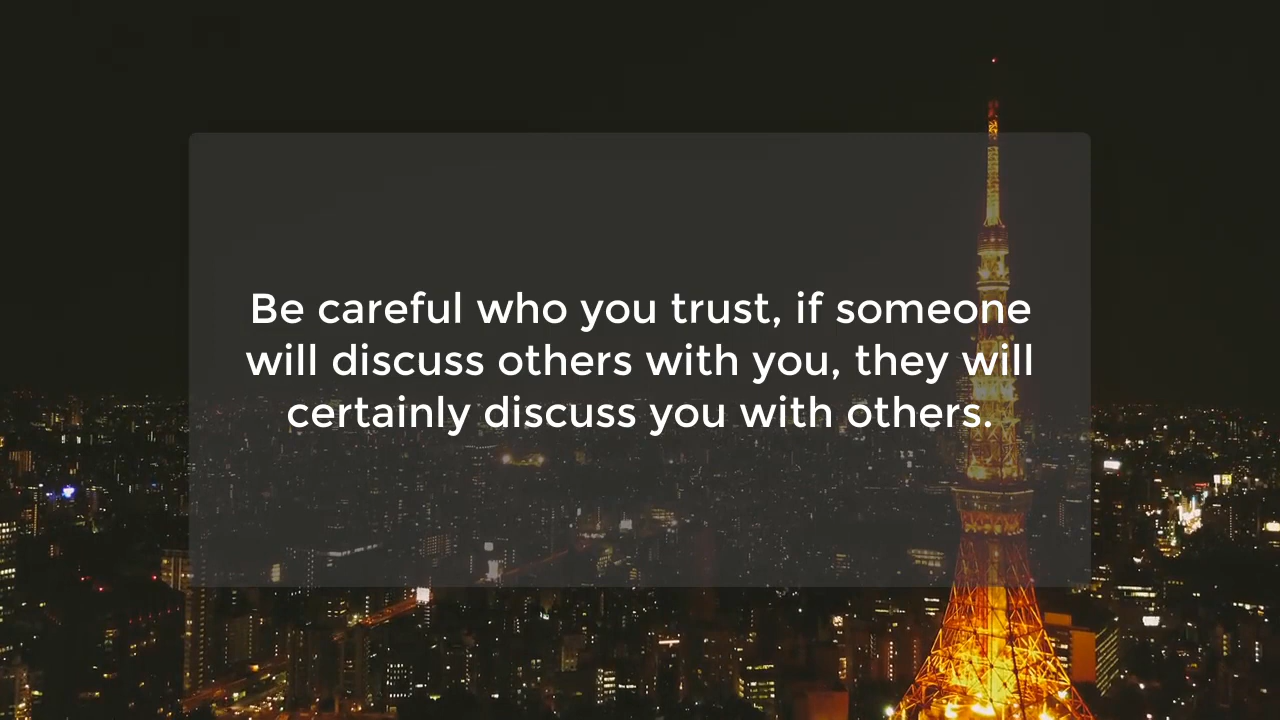 Be careful who you trust, if someone
will discuss others with you, they will
certainly discuss you with others.